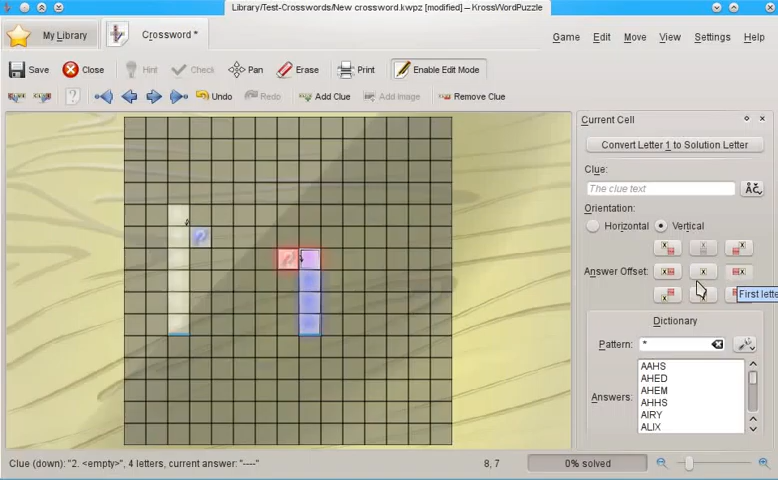 Library/Test-Crosswords/New crossword.kwpz [modified] – KrossWordPuzzle
My Library
Crossword *
Game Edit Move View Settings Help
Save Close Hint Check Pan Erase Print Enable Edit Mode
Undo Redo Add Clue Add Image Remove Clue
Current Cell
Convert Letter 1 to Solution Letter
Clue:
The clue text
Orientation:
Horizontal Vertical
Answer Offset:
First lette
Dictionary
Pattern: *
Answers:
AAHS
AHED
AHEM
AHHS
AIRY
ALIX
Clue (down): "2. <empty>", 4 letters, current answer: "----"
8, 7
0% solved